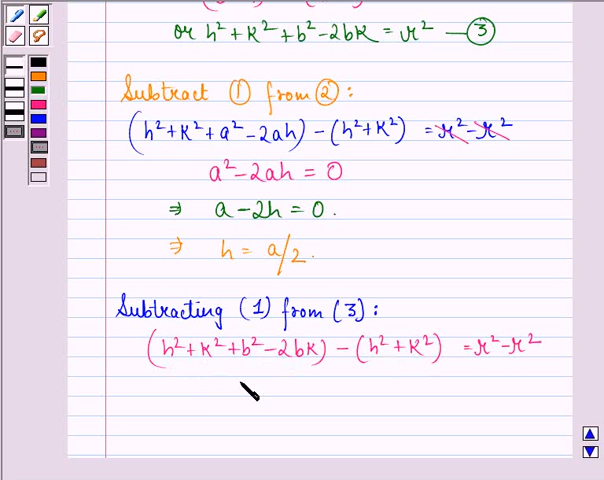 or h² + k² + b² - 2bk = r² — ③
Subtract ① from ②:
(h² + k² + a² - 2ah) - (h² + k²) = r² - r²
a² - 2ah = 0
⇒ a - 2h = 0.
⇒ h = a/2.
Subtracting (1) from (3):
(h² + k² + b² - 2bk) - (h² + k²) = r² - r²